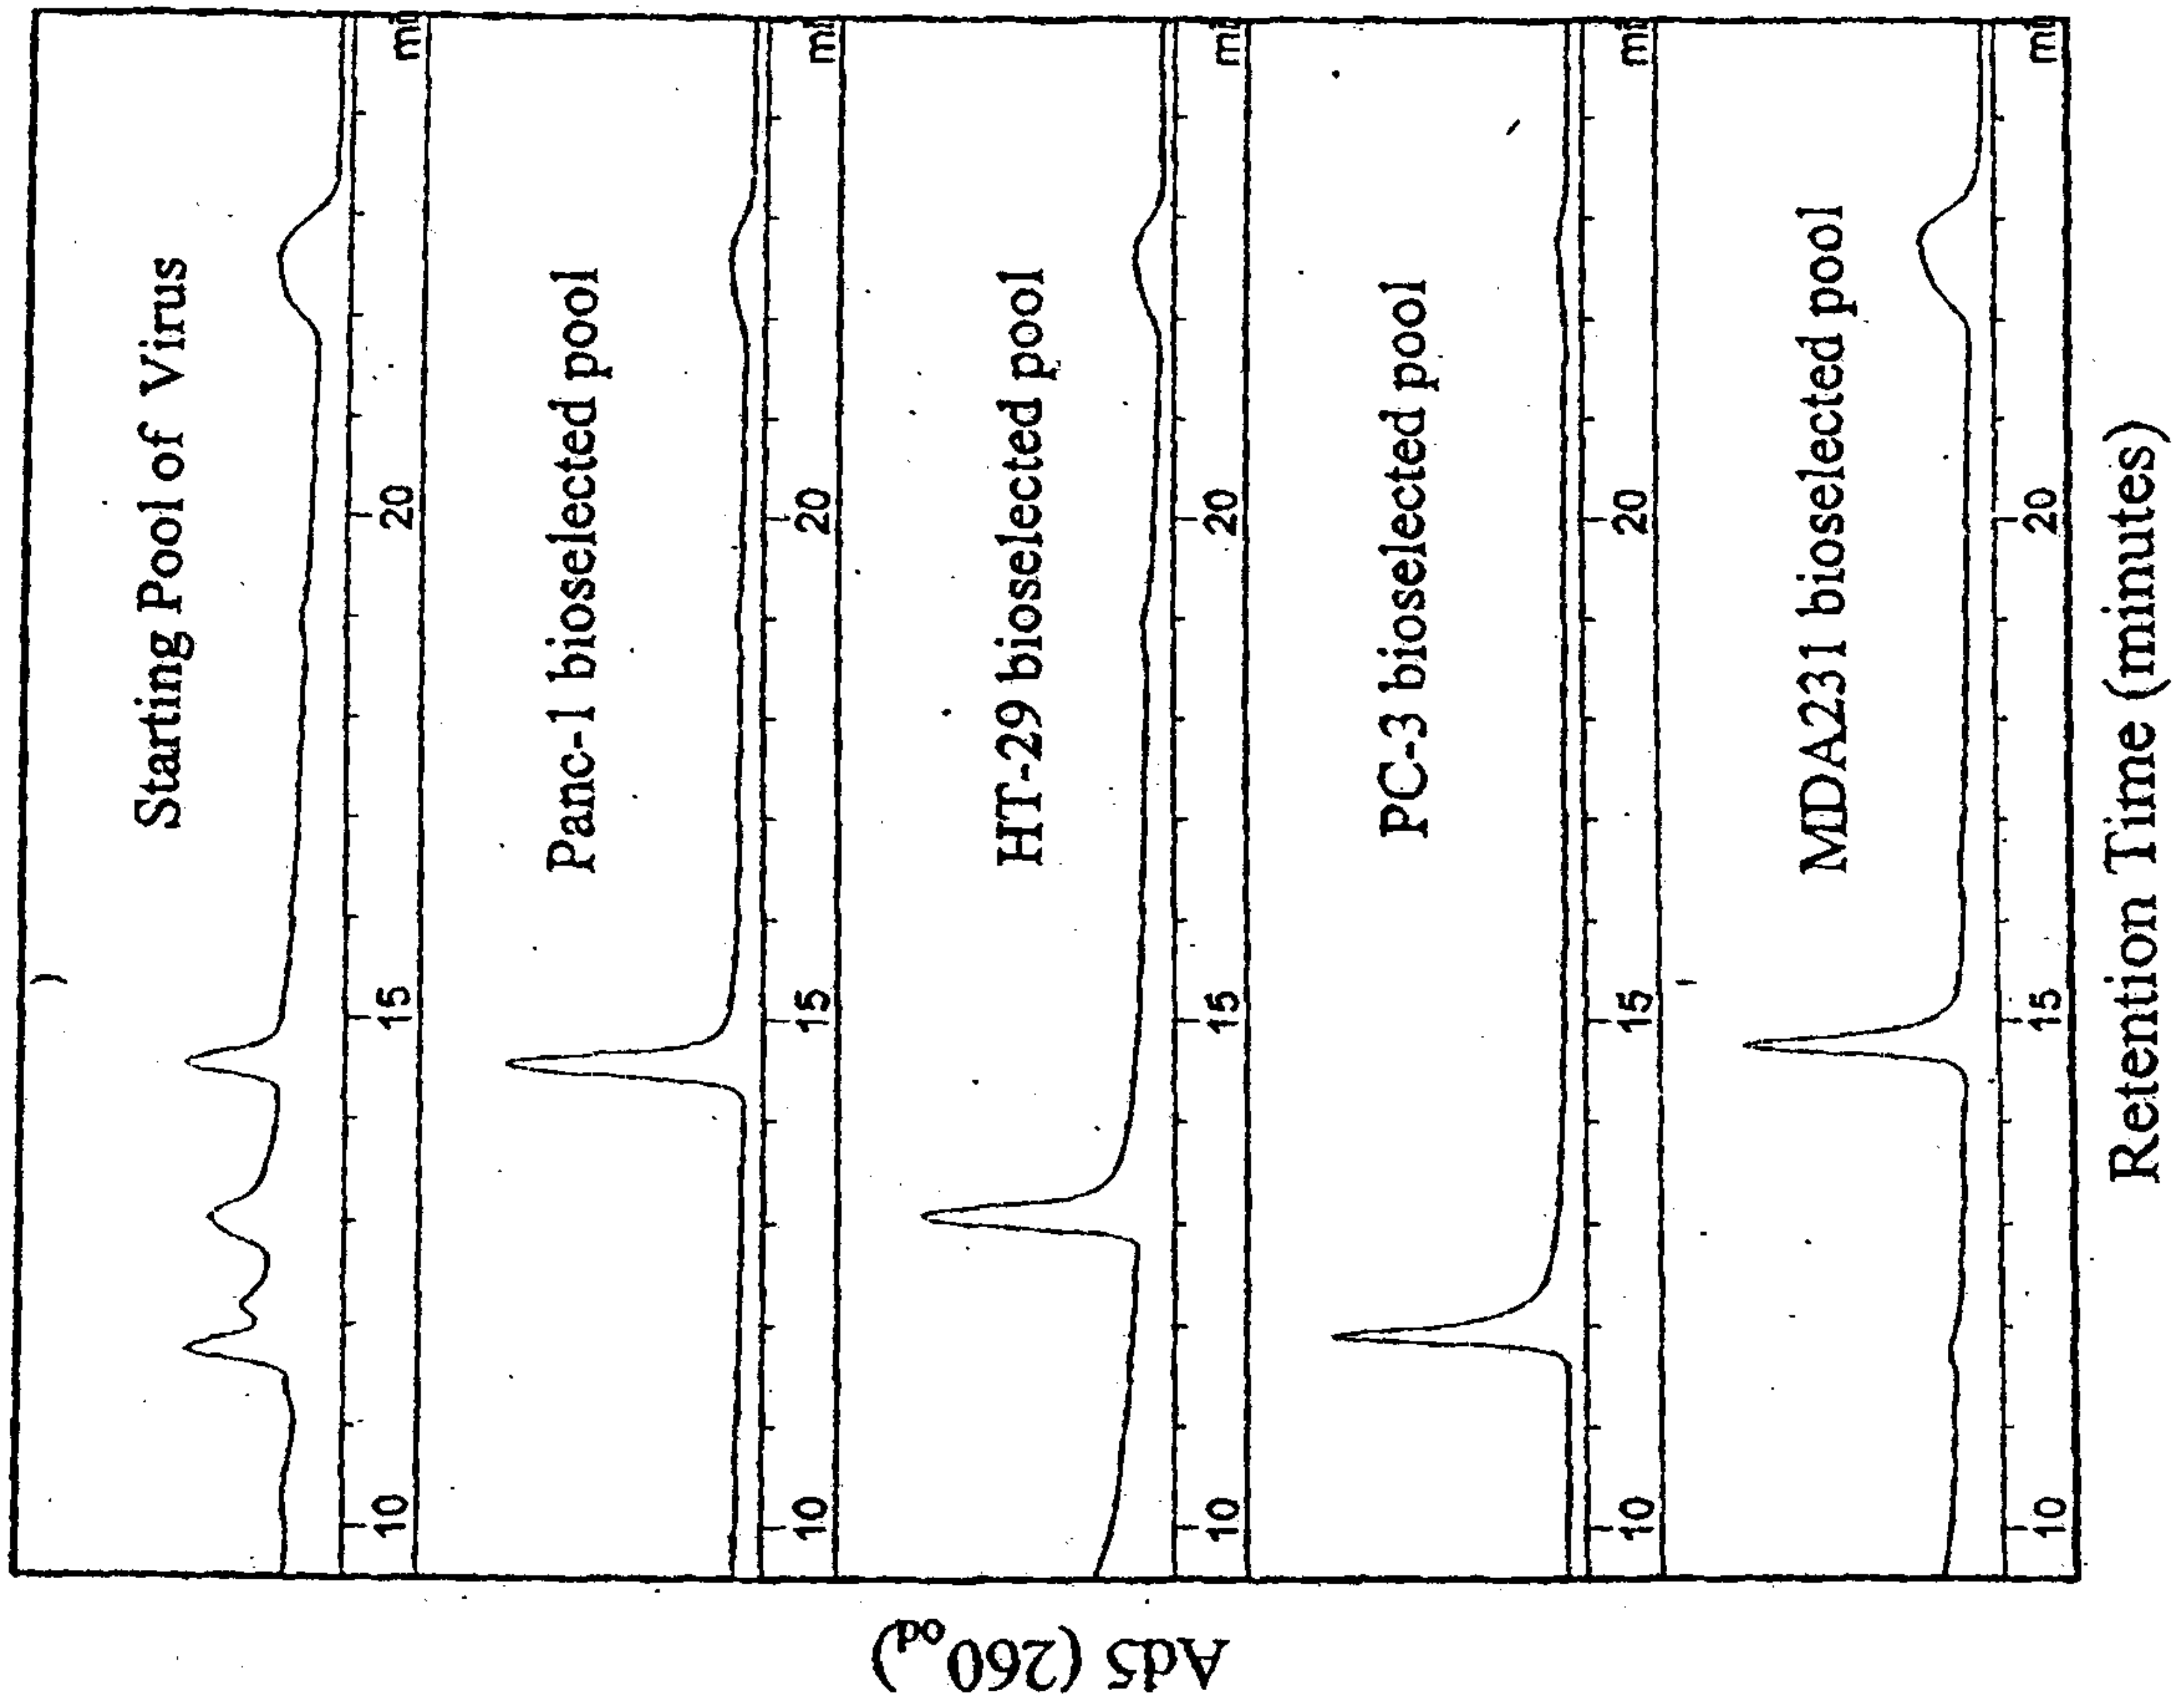 Starting Pool of Virus
10 15 20
Panc-1 bioselected pool
10 15 20
HT-29 bioselected pool
10 15 20
PC-3 bioselected pool
10 15 20
MDA231 bioselected pool
10 15 20
Retention Time (minutes)
Ad5 (260od)